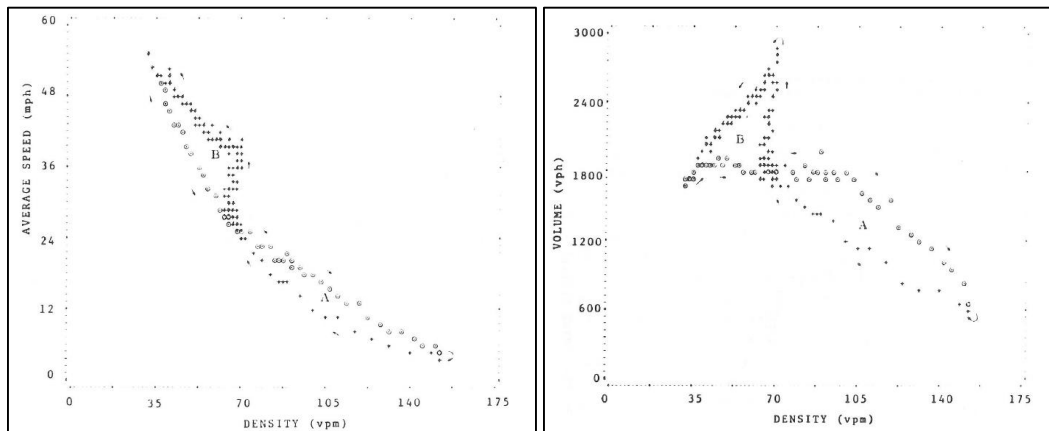 60
48
36
24
12
0
AVERAGE SPEED (mph)
B
A
0 35 70 105 140 175
DENSITY (vpm)
3000
2400
1800
1200
600
0
VOLUME (vph)
B
A
0 35 70 105 140 175
DENSITY (vpm)